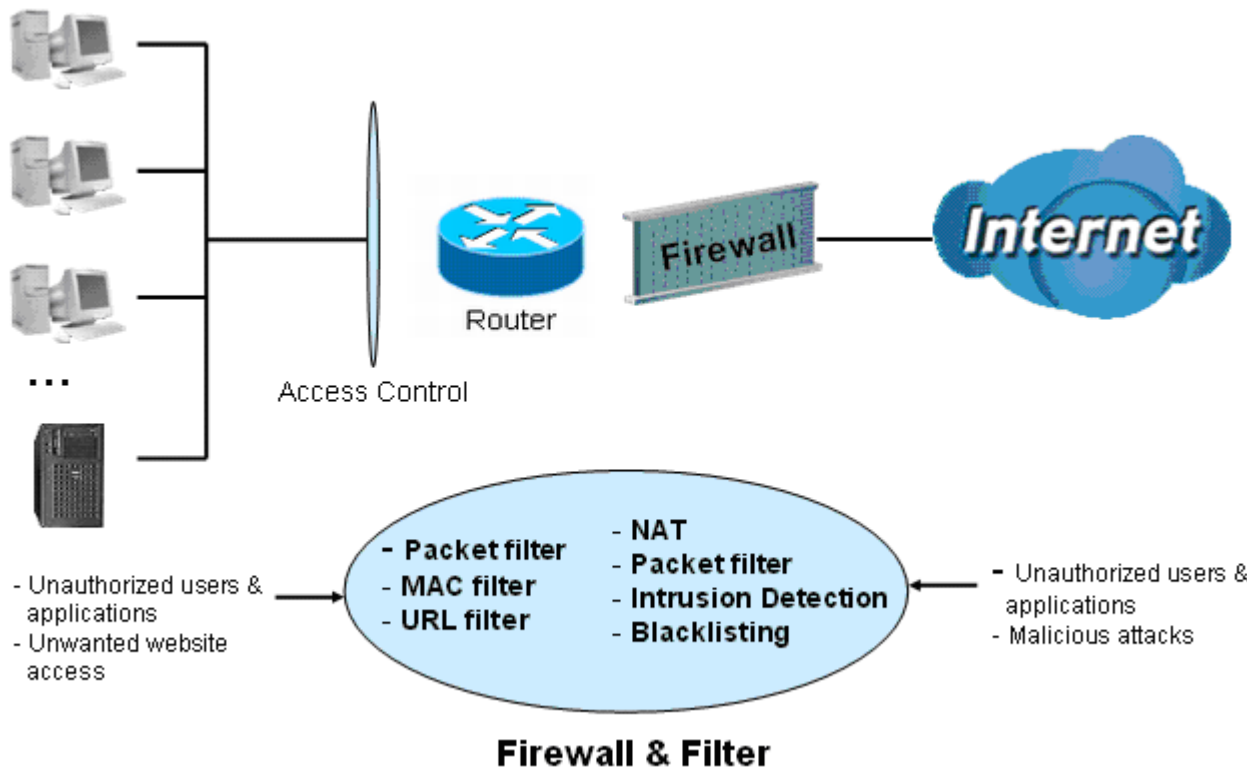 Firewall
Internet
Router
...
Access Control
- Packet filter
- MAC filter
- URL filter
- NAT
- Packet filter
- Intrusion Detection
- Blacklisting
- Unauthorized users &
applications
- Unwanted website
access
- Unauthorized users &
applications
- Malicious attacks
Firewall & Filter